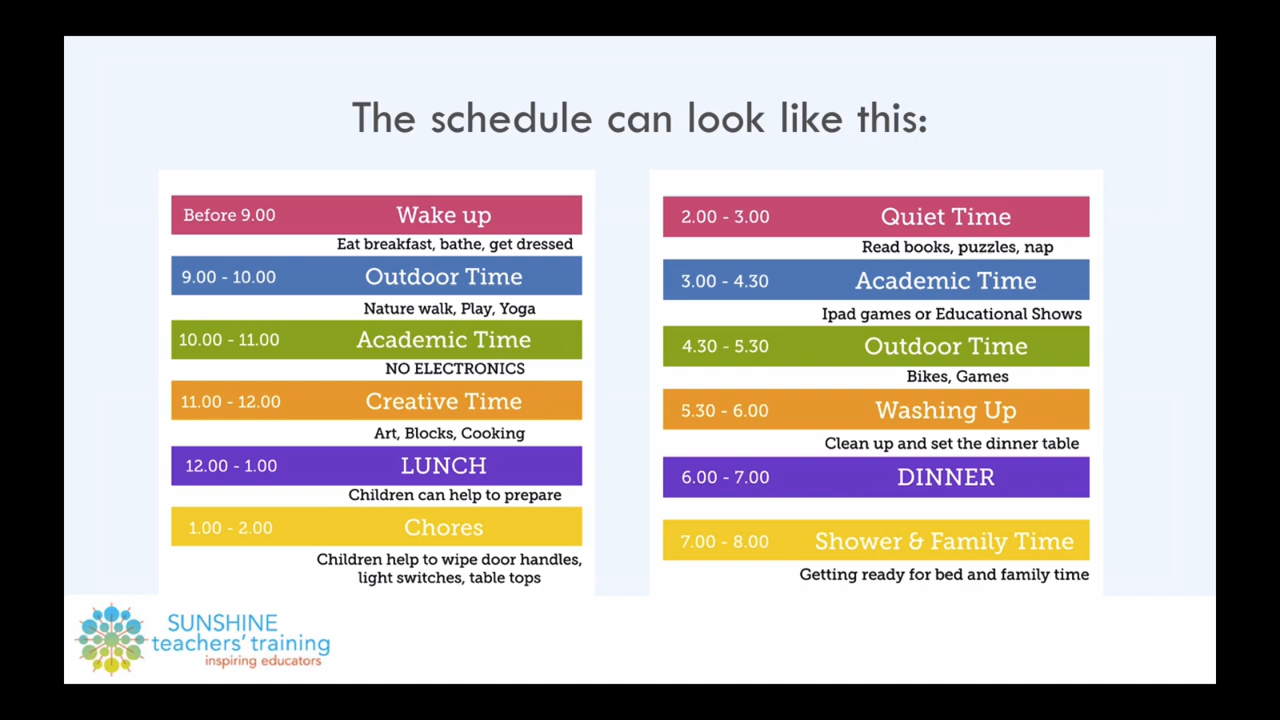 The schedule can look like this:
Before 9.00 Wake up
Eat breakfast, bathe, get dressed
9.00 - 10.00 Outdoor Time
Nature walk, Play, Yoga
10.00 - 11.00 Academic Time
NO ELECTRONICS
11.00 - 12.00 Creative Time
Art, Blocks, Cooking
12.00 - 1.00 LUNCH
Children can help to prepare
1.00 - 2.00 Chores
Children help to wipe door handles,
light switches, table tops
2.00 - 3.00 Quiet Time
Read books, puzzles, nap
3.00 - 4.30 Academic Time
Ipad games or Educational Shows
4.30 - 5.30 Outdoor Time
Bikes, Games
5.30 - 6.00 Washing Up
Clean up and set the dinner table
6.00 - 7.00 DINNER
7.00 - 8.00 Shower & Family Time
Getting ready for bed and family time
SUNSHINE
teachers' training
inspiring educators